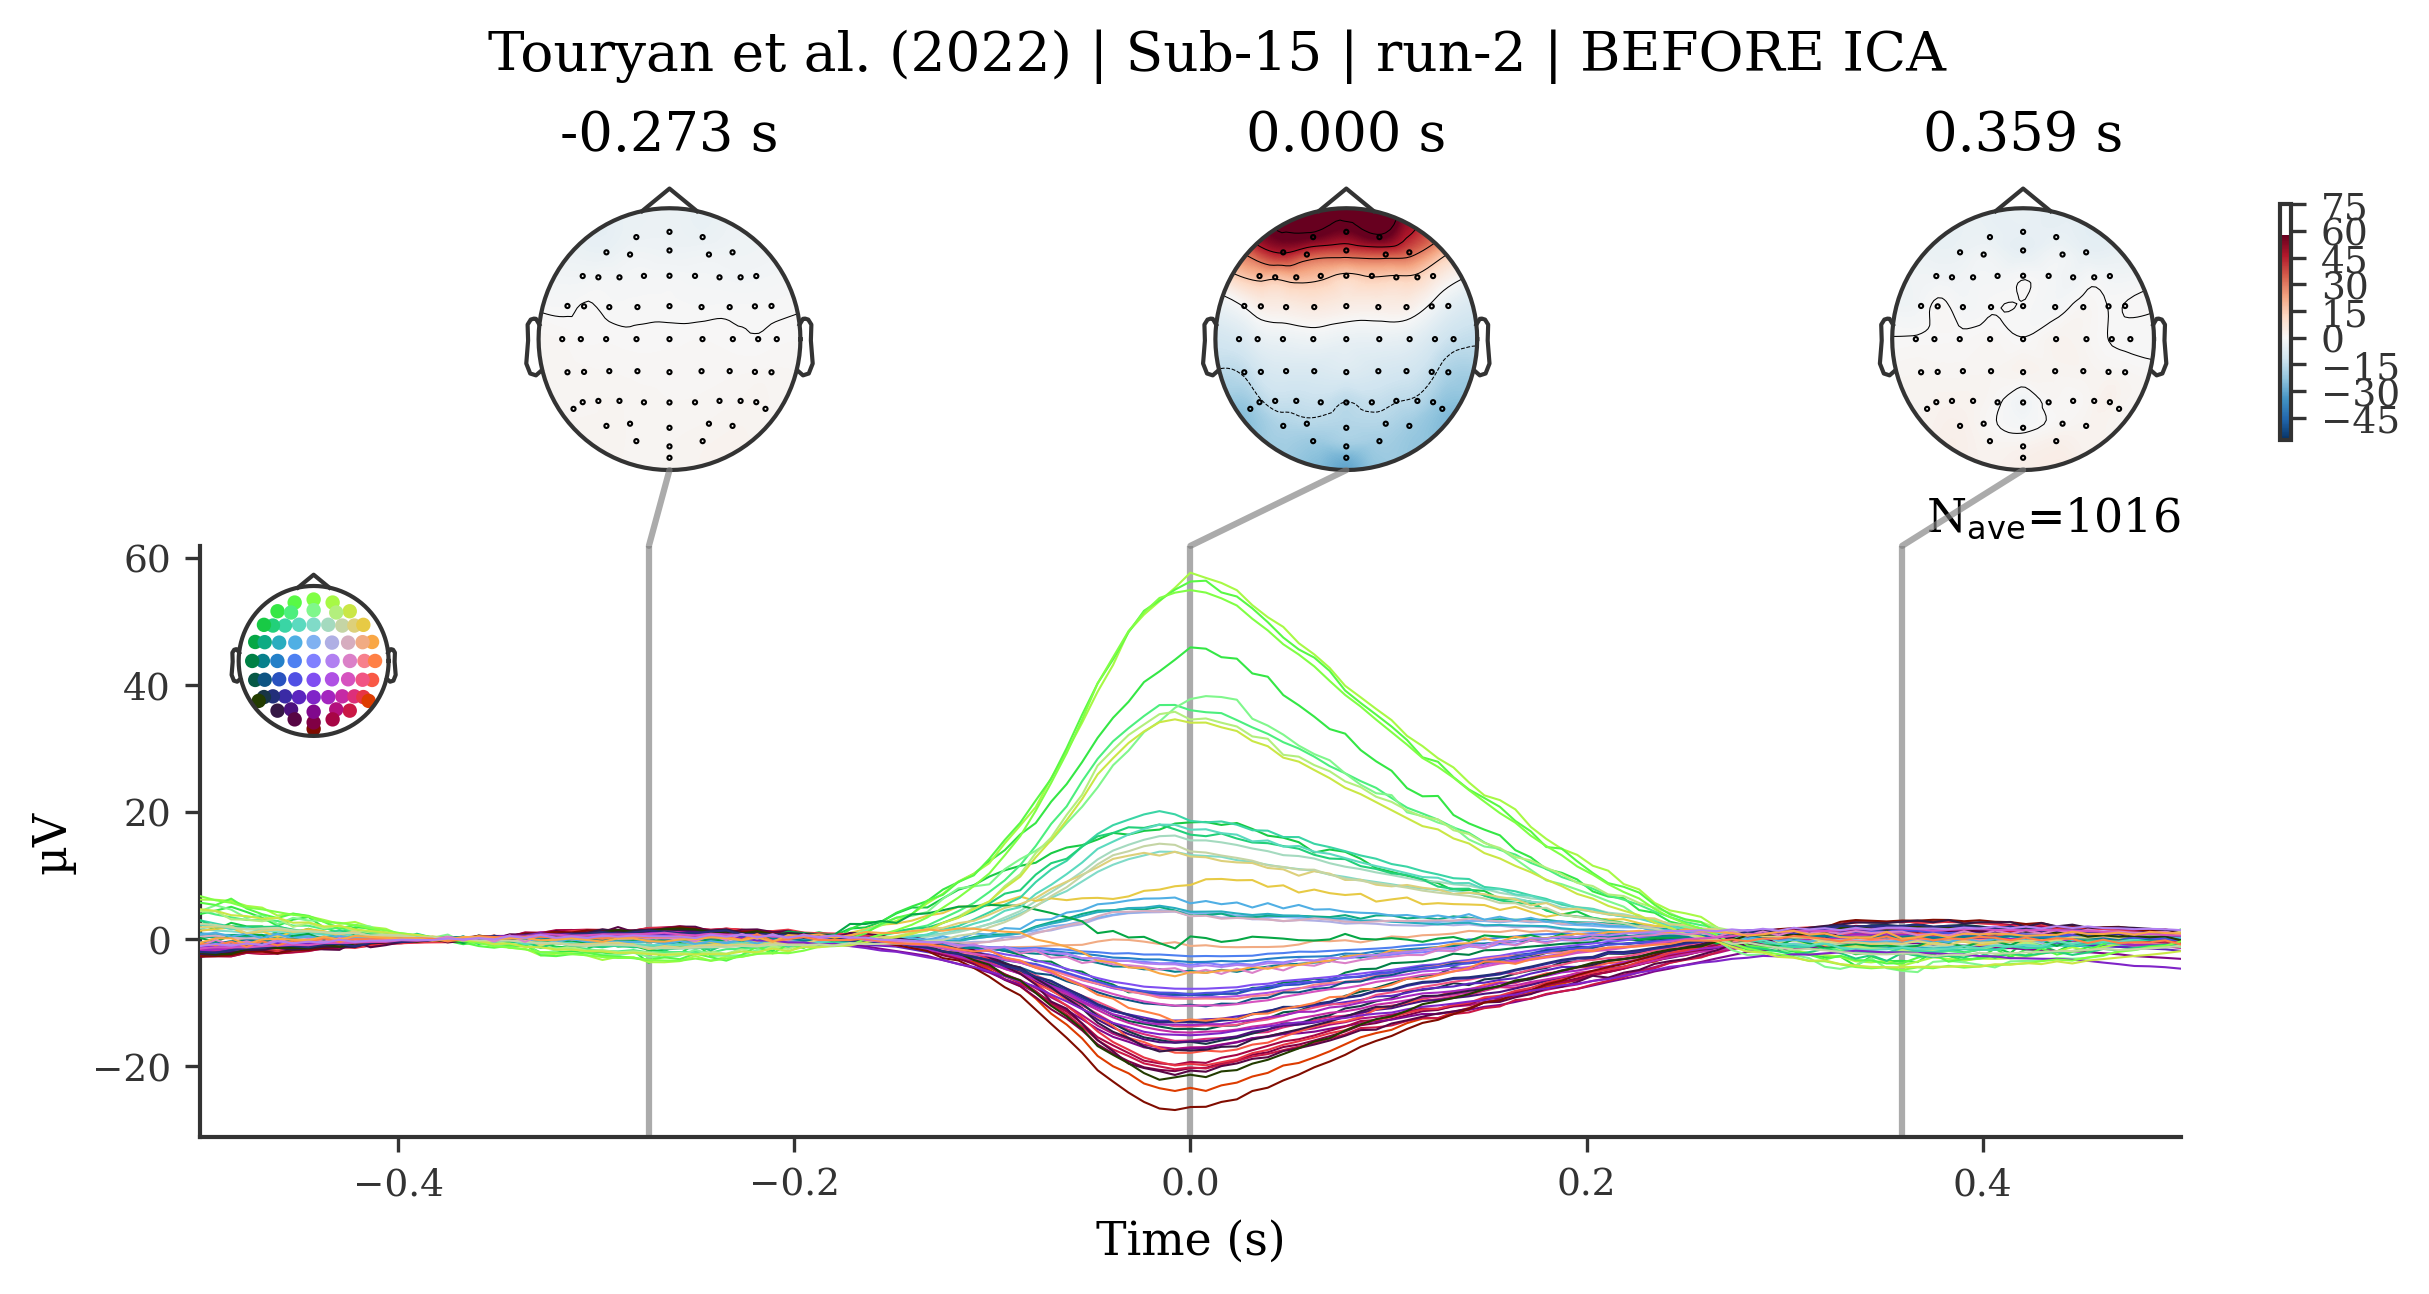 Touryan et al. (2022) | Sub-15 | run-2 | BEFORE ICA
-0.273 s
0.000 s
0.359 s
75
60
45
30
15
0
−15
−30
−45
Nave=1016
60
40
20
0
−20
µV
−0.4
−0.2
0.0
0.2
0.4
Time (s)